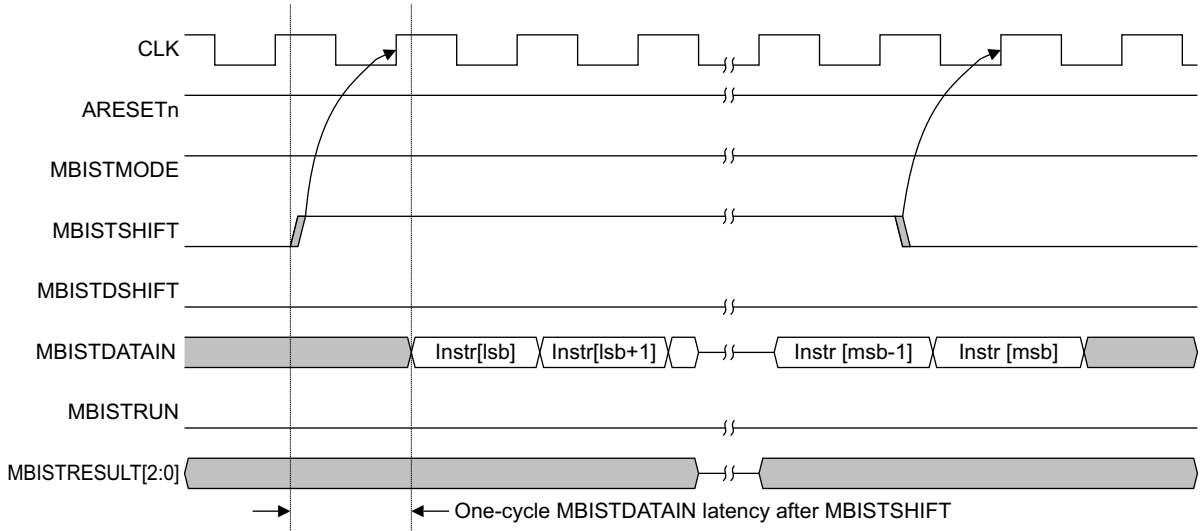 CLK
ARESETn
MBISTMODE
MBISTSHIFT
MBISTDSHIFT
MBISTDATAIN Instr[lsb] Instr[lsb+1] Instr [msb-1] Instr [msb]
MBISTRUN
MBISTRESULT[2:0]
One-cycle MBISTDATAIN latency after MBISTSHIFT